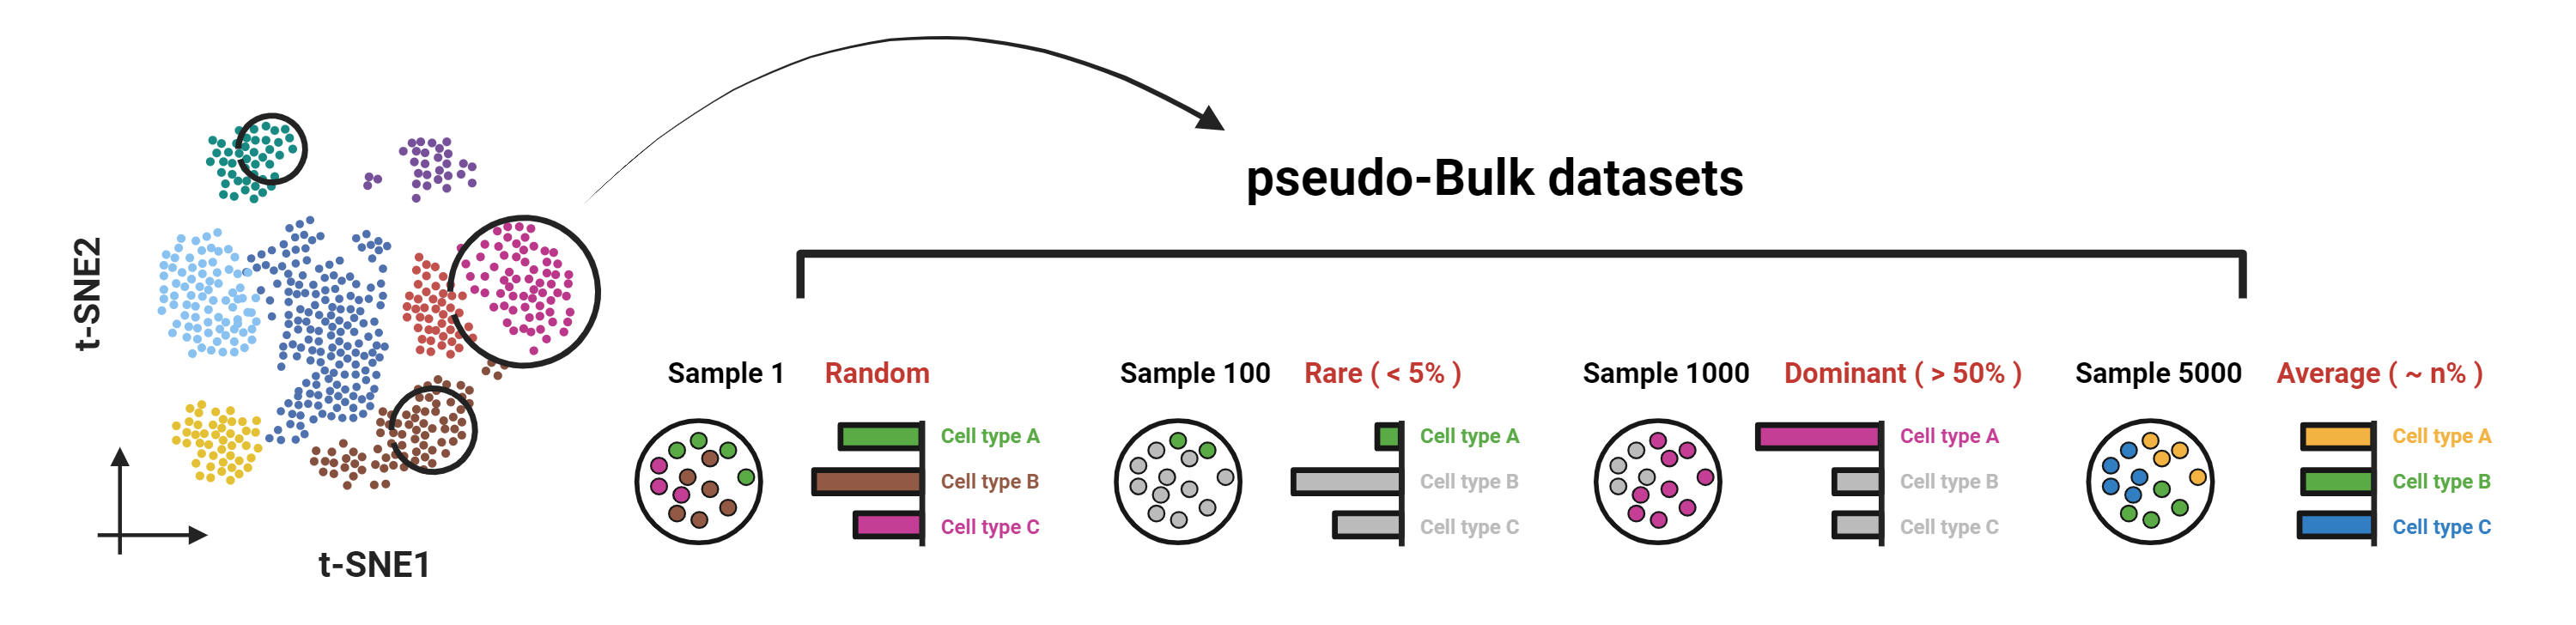 pseudo-Bulk datasets
t-SNE2
t-SNE1
Sample 1 Random
Cell type A
Cell type B
Cell type C
Sample 100 Rare ( < 5% )
Cell type A
Cell type B
Cell type C
Sample 1000 Dominant ( > 50% )
Cell type A
Cell type B
Cell type C
Sample 5000 Average ( ~ n% )
Cell type A
Cell type B
Cell type C